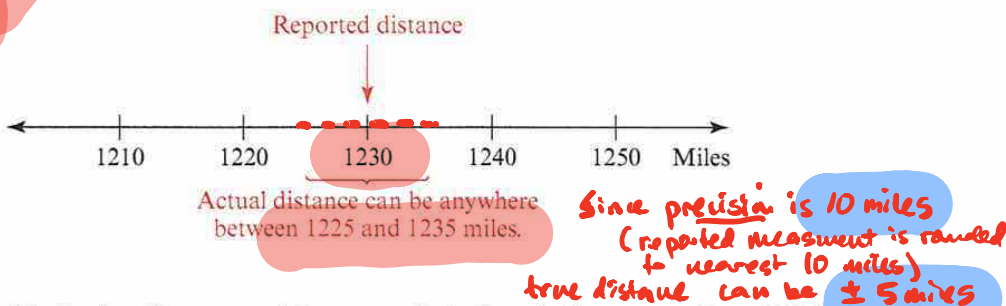 Reported distance
1210 1220 1230 1240 1250 Miles
Actual distance can be anywhere
between 1225 and 1235 miles.
Since precision is 10 miles
(reported measment is rounded
to nearest 10 miles)
true distance can be ± 5 miles